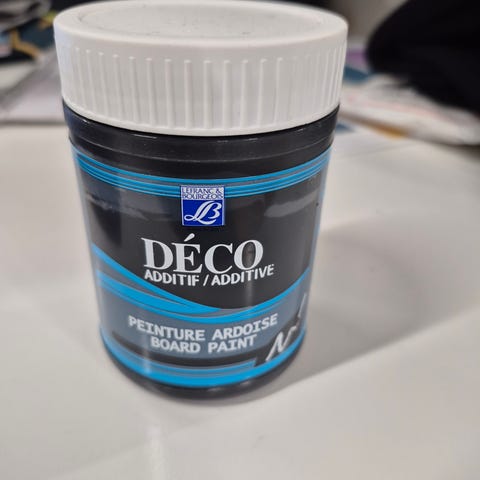 LEFRANC &
BOURGEOIS
LB
DÉCO
ADDITIF / ADDITIVE
PEINTURE ARDOISE
BOARD PAINT